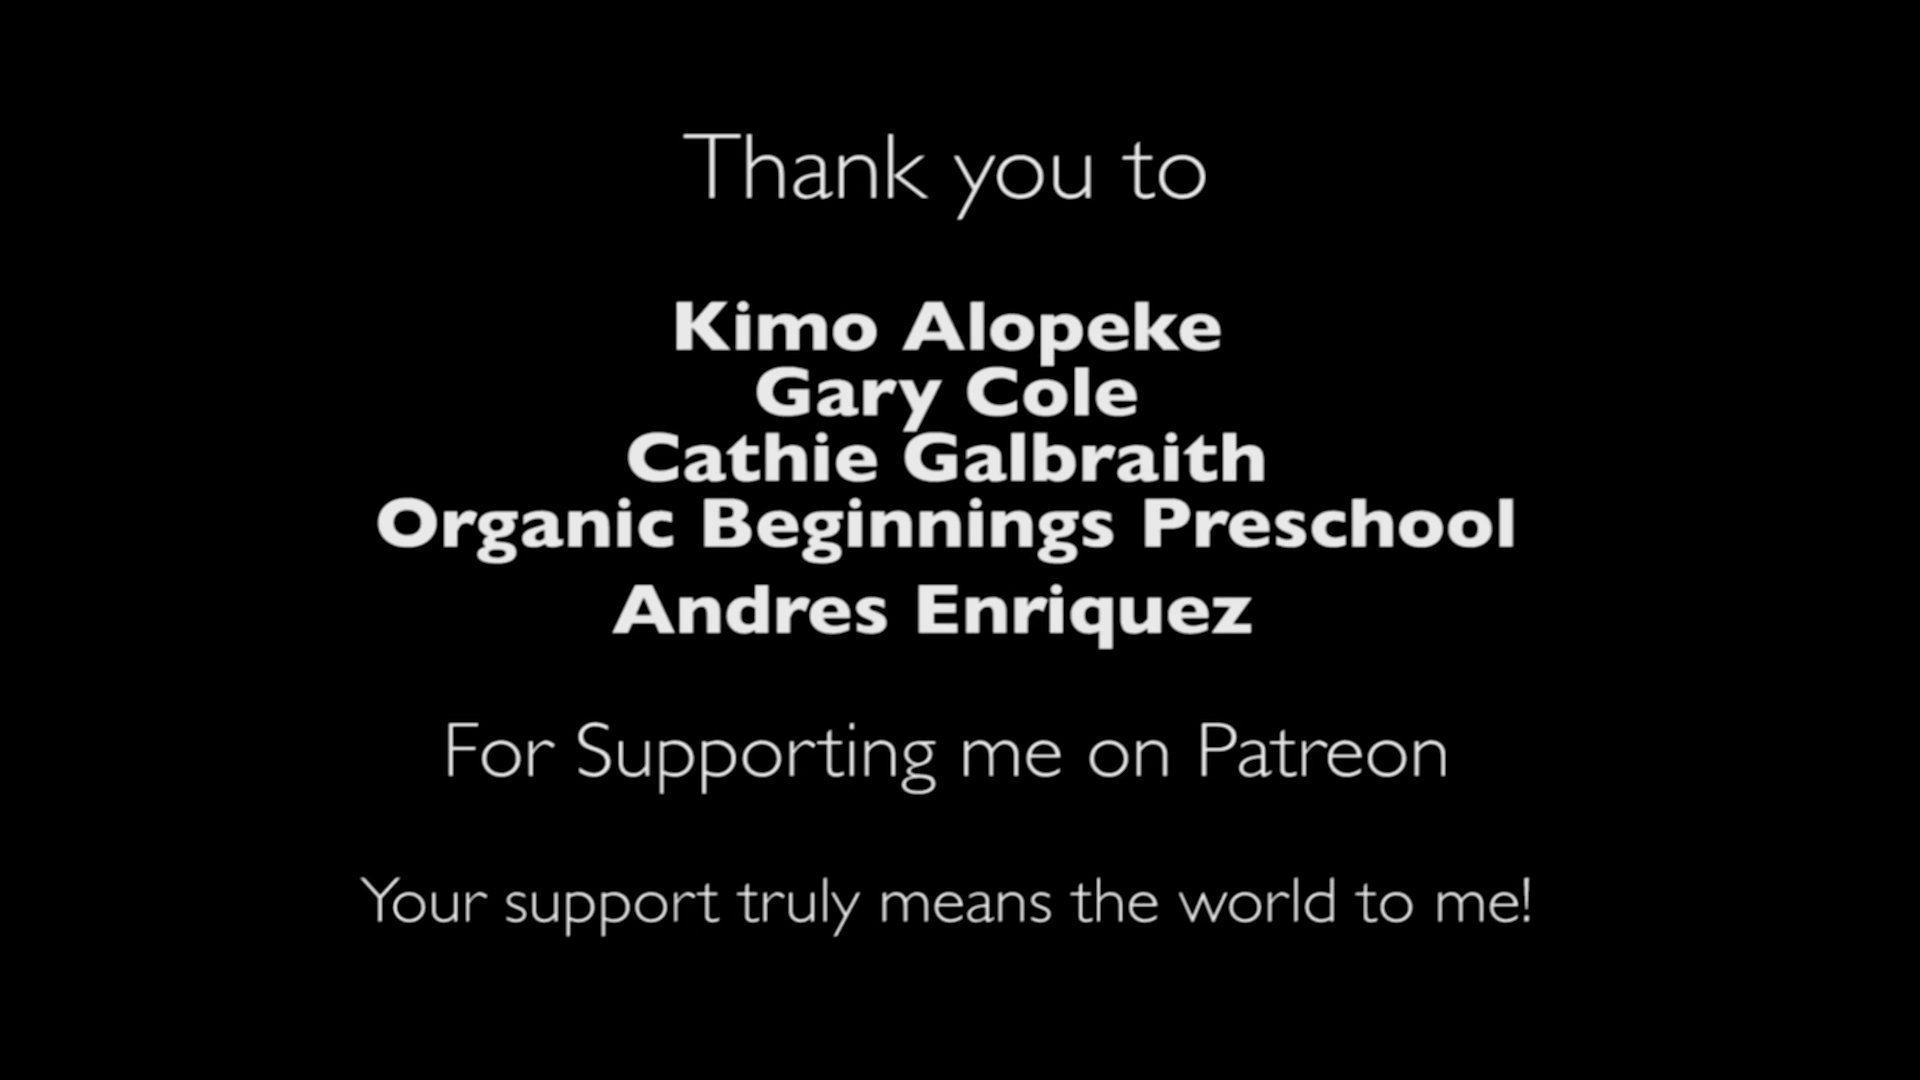 Thank you to
Kimo Alopeke
Gary Cole
Cathie Galbraith
Organic Beginnings Preschool
Andres Enriquez
For Supporting me on Patreon
Your support truly means the world to me!